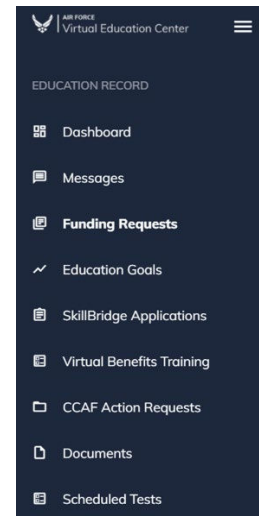 AIR FORCE
Virtual Education Center
EDUCATION RECORD
Dashboard
Messages
Funding Requests
Education Goals
SkillBridge Applications
Virtual Benefits Training
CCAF Action Requests
Documents
Scheduled Tests